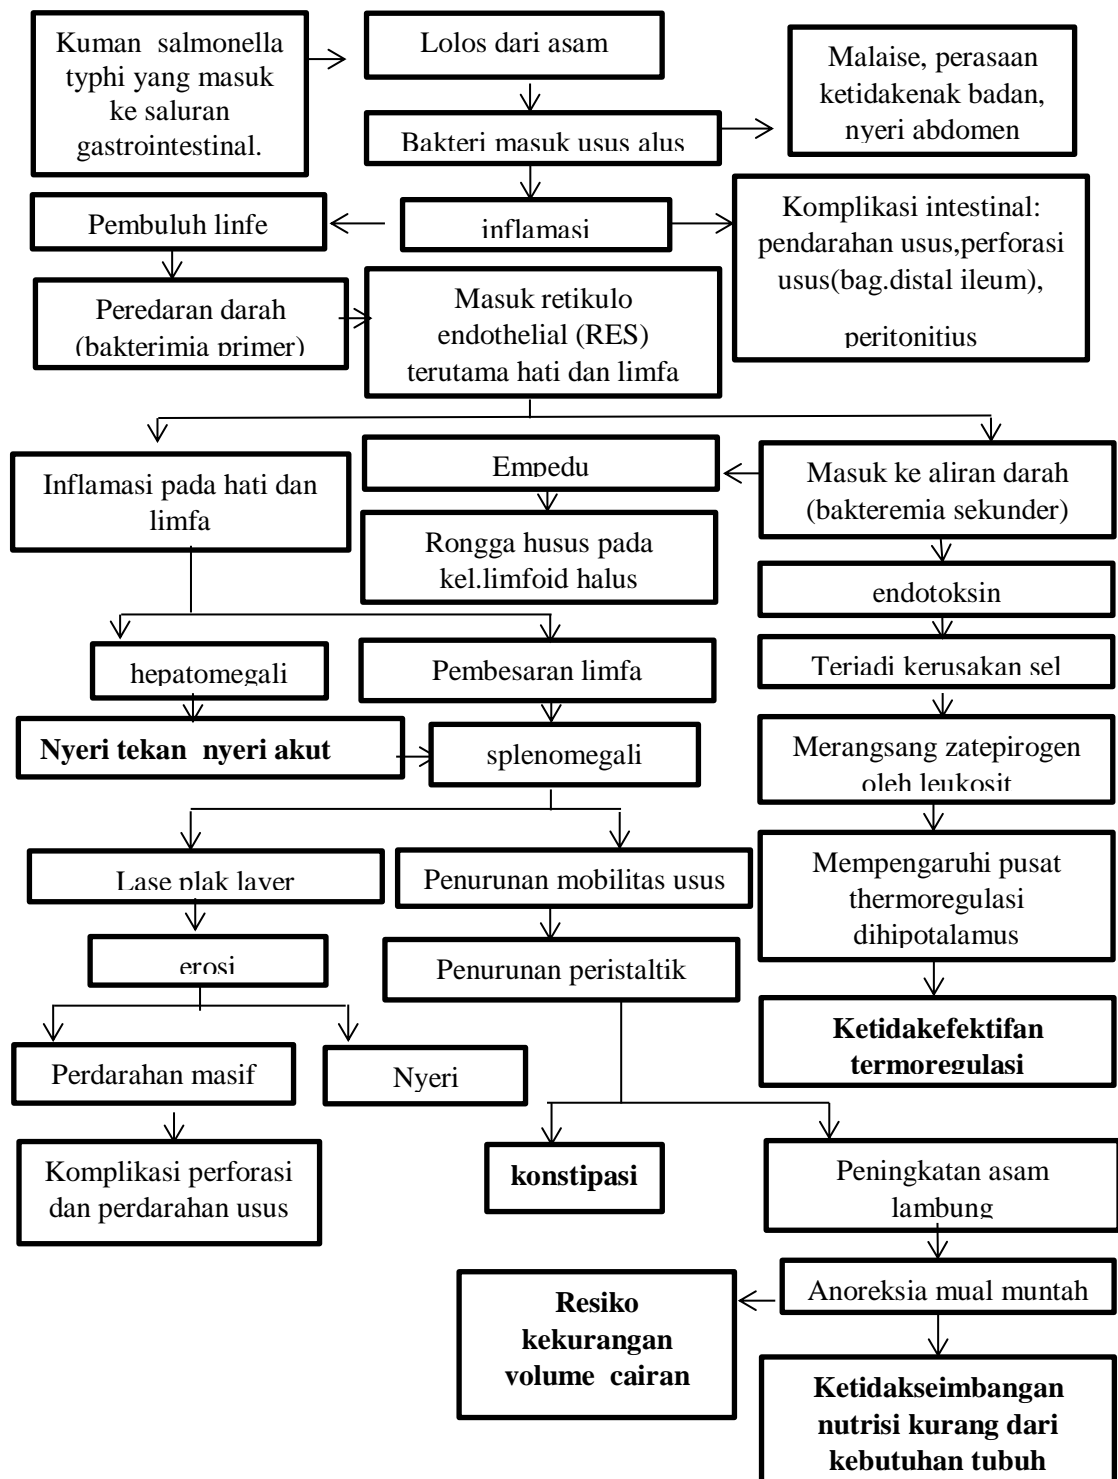 Kuman salmonella
typhi yang masuk
ke saluran
gastrointestinal.
Lolos dari asam
Malaise, perasaan
ketidakenak badan,
nyeri abdomen
Bakteri masuk usus alus
Pembuluh linfe
inflamasi
Komplikasi intestinal:
pendarahan usus,perforasi
usus(bag.distal ileum),
peritonitius
Peredaran darah
(bakterimia primer)
Masuk retikulo
endothelial (RES)
terutama hati dan limfa
Inflamasi pada hati dan
limfa
Empedu
Masuk ke aliran darah
(bakteremia sekunder)
Rongga husus pada
kel.limfoid halus
endotoksin
hepatomegali
Pembesaran limfa
Terjadi kerusakan sel
Nyeri tekan nyeri akut
splenomegali
Merangsang zatepirogen
oleh leukosit
Lase plak layer
Penurunan mobilitas usus
Mempengaruhi pusat
thermoregulasi
dihipotalamus
erosi
Penurunan peristaltik
Ketidakefektifan
termoregulasi
Perdarahan masif
Nyeri
Komplikasi perforasi
dan perdarahan usus
konstipasi
Peningkatan asam
lambung
Resiko
kekurangan
volume cairan
Anoreksia mual muntah
Ketidakseimbangan
nutrisi kurang dari
kebutuhan tubuh